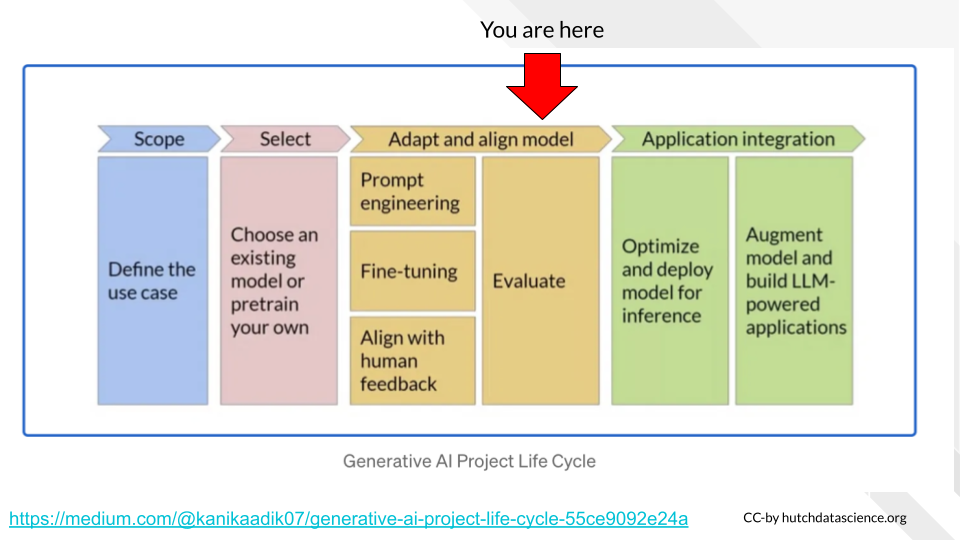 You are here
Scope
Select
Adapt and align model
Application integration
Define the
use case
Choose an
existing
model or
pretrain
your own
Prompt
engineering
Fine-tuning
Align with
human
feedback
Evaluate
Optimize
and deploy
model for
inference
Augment
model and
build LLM-
powered
applications
Generative AI Project Life Cycle
https://medium.com/@kanikaadik07/generative-ai-project-life-cycle-55ce9092e24a
CC-by hutchdatascience.org